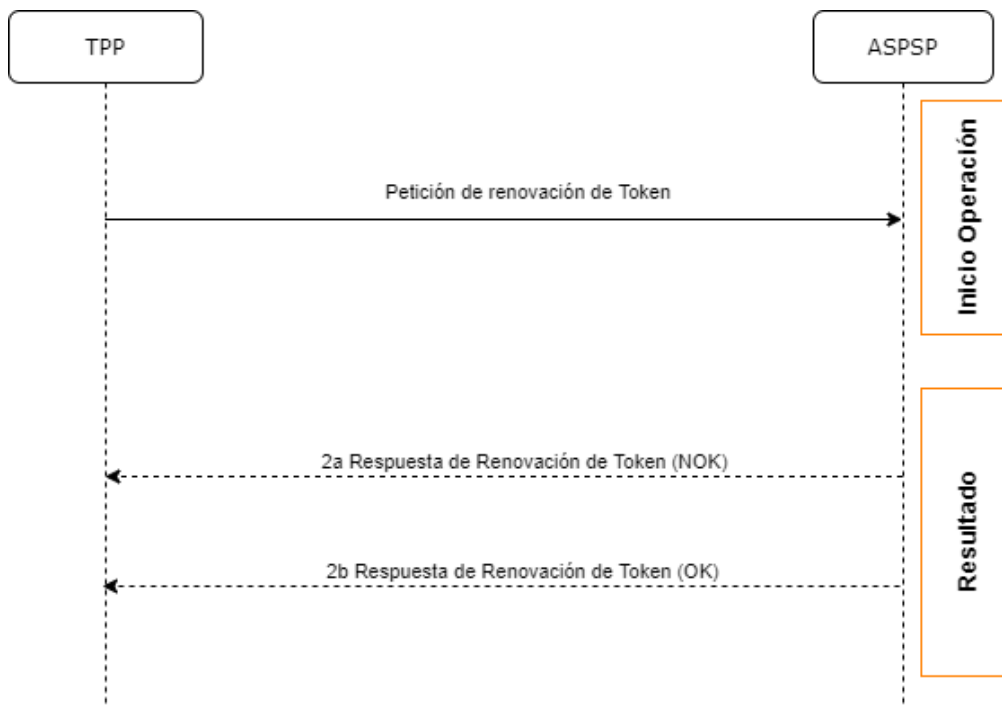 TPP
ASPSP
Inicio Operación
Petición de renovación de Token
2a Respuesta de Renovación de Token (NOK)
Resultado
2b Respuesta de Renovación de Token (OK)